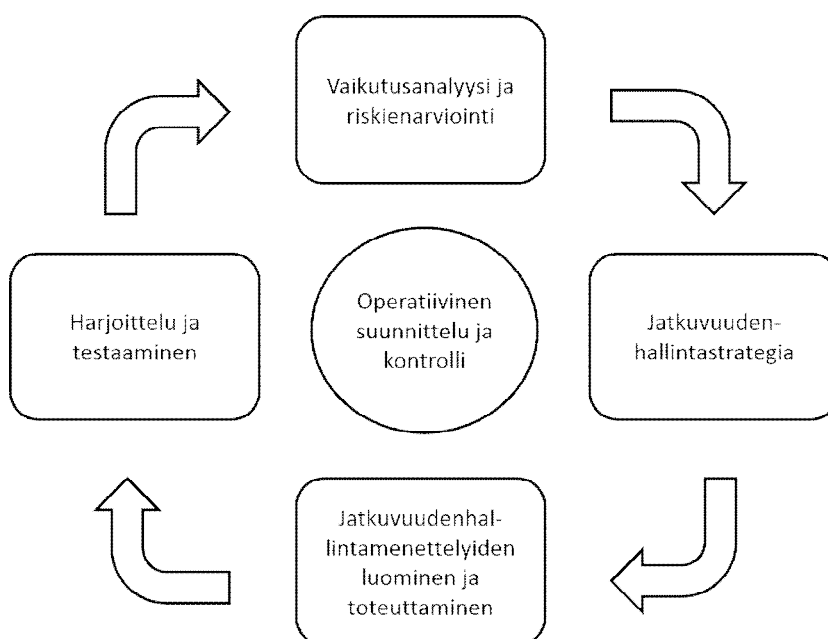 Vaikutusanalyysi ja
riskienarviointi
Harjoittelu ja
testaaminen
Operatiivinen
suunnittelu ja
kontrolli
Jatkuvuuden-
hallintastrategia
Jatkuvuudenhal-
lintamenettelyiden
luominen ja
toteuttaminen